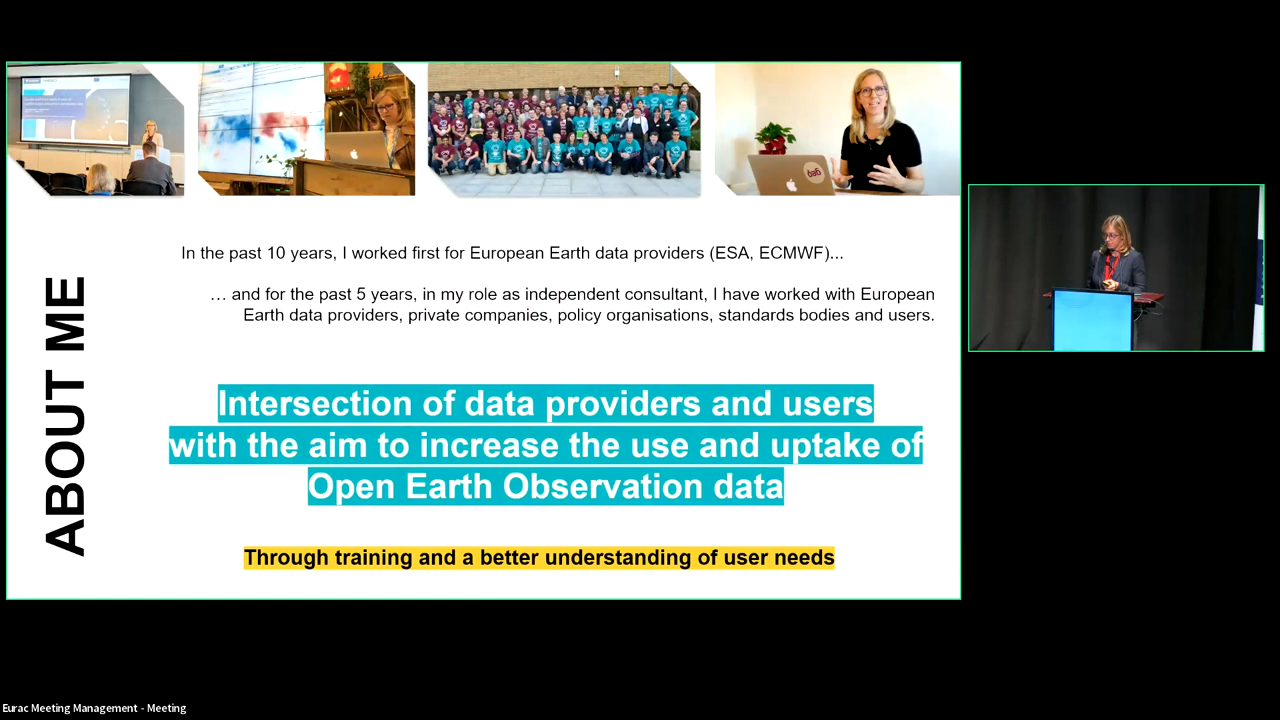 ABOUT ME
In the past 10 years, I worked first for European Earth data providers (ESA, ECMWF)...
… and for the past 5 years, in my role as independent consultant, I have worked with European
Earth data providers, private companies, policy organisations, standards bodies and users.
Intersection of data providers and users
with the aim to increase the use and uptake of
Open Earth Observation data
Through training and a better understanding of user needs
Eurac Meeting Management - Meeting